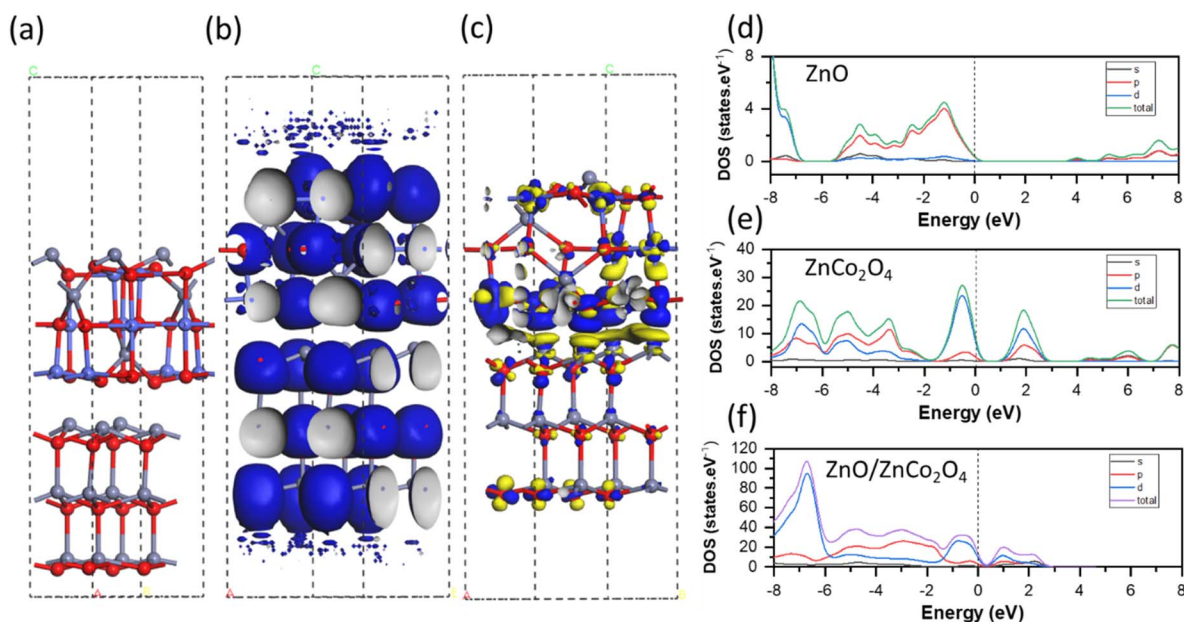 (a)
(b)
(c)
C
C
C
A
B
A
B
A
(d)
ZnO
s
p
d
total
DOS (states.eV⁻¹)
8
4
0
-8 -6 -4 -2 0 2 4 6 8
Energy (eV)
(e)
ZnCo₂O₄
s
p
d
total
DOS (states.eV⁻¹)
40
30
20
10
0
-8 -6 -4 -2 0 2 4 6 8
Energy (eV)
(f)
ZnO/ZnCo₂O₄
s
p
d
total
DOS (states.eV⁻¹)
120
100
80
60
40
20
0
-8 -6 -4 -2 0 2 4 6 8
Energy (eV)